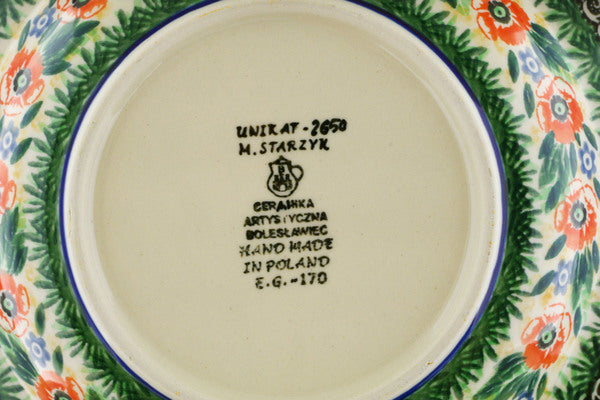 UNIKAT-2650
M. STARZYK
CERAMIKA
ARTYSTYCZNA
BOLESŁAWIEC
HAND MADE
IN POLAND
E.G.-170